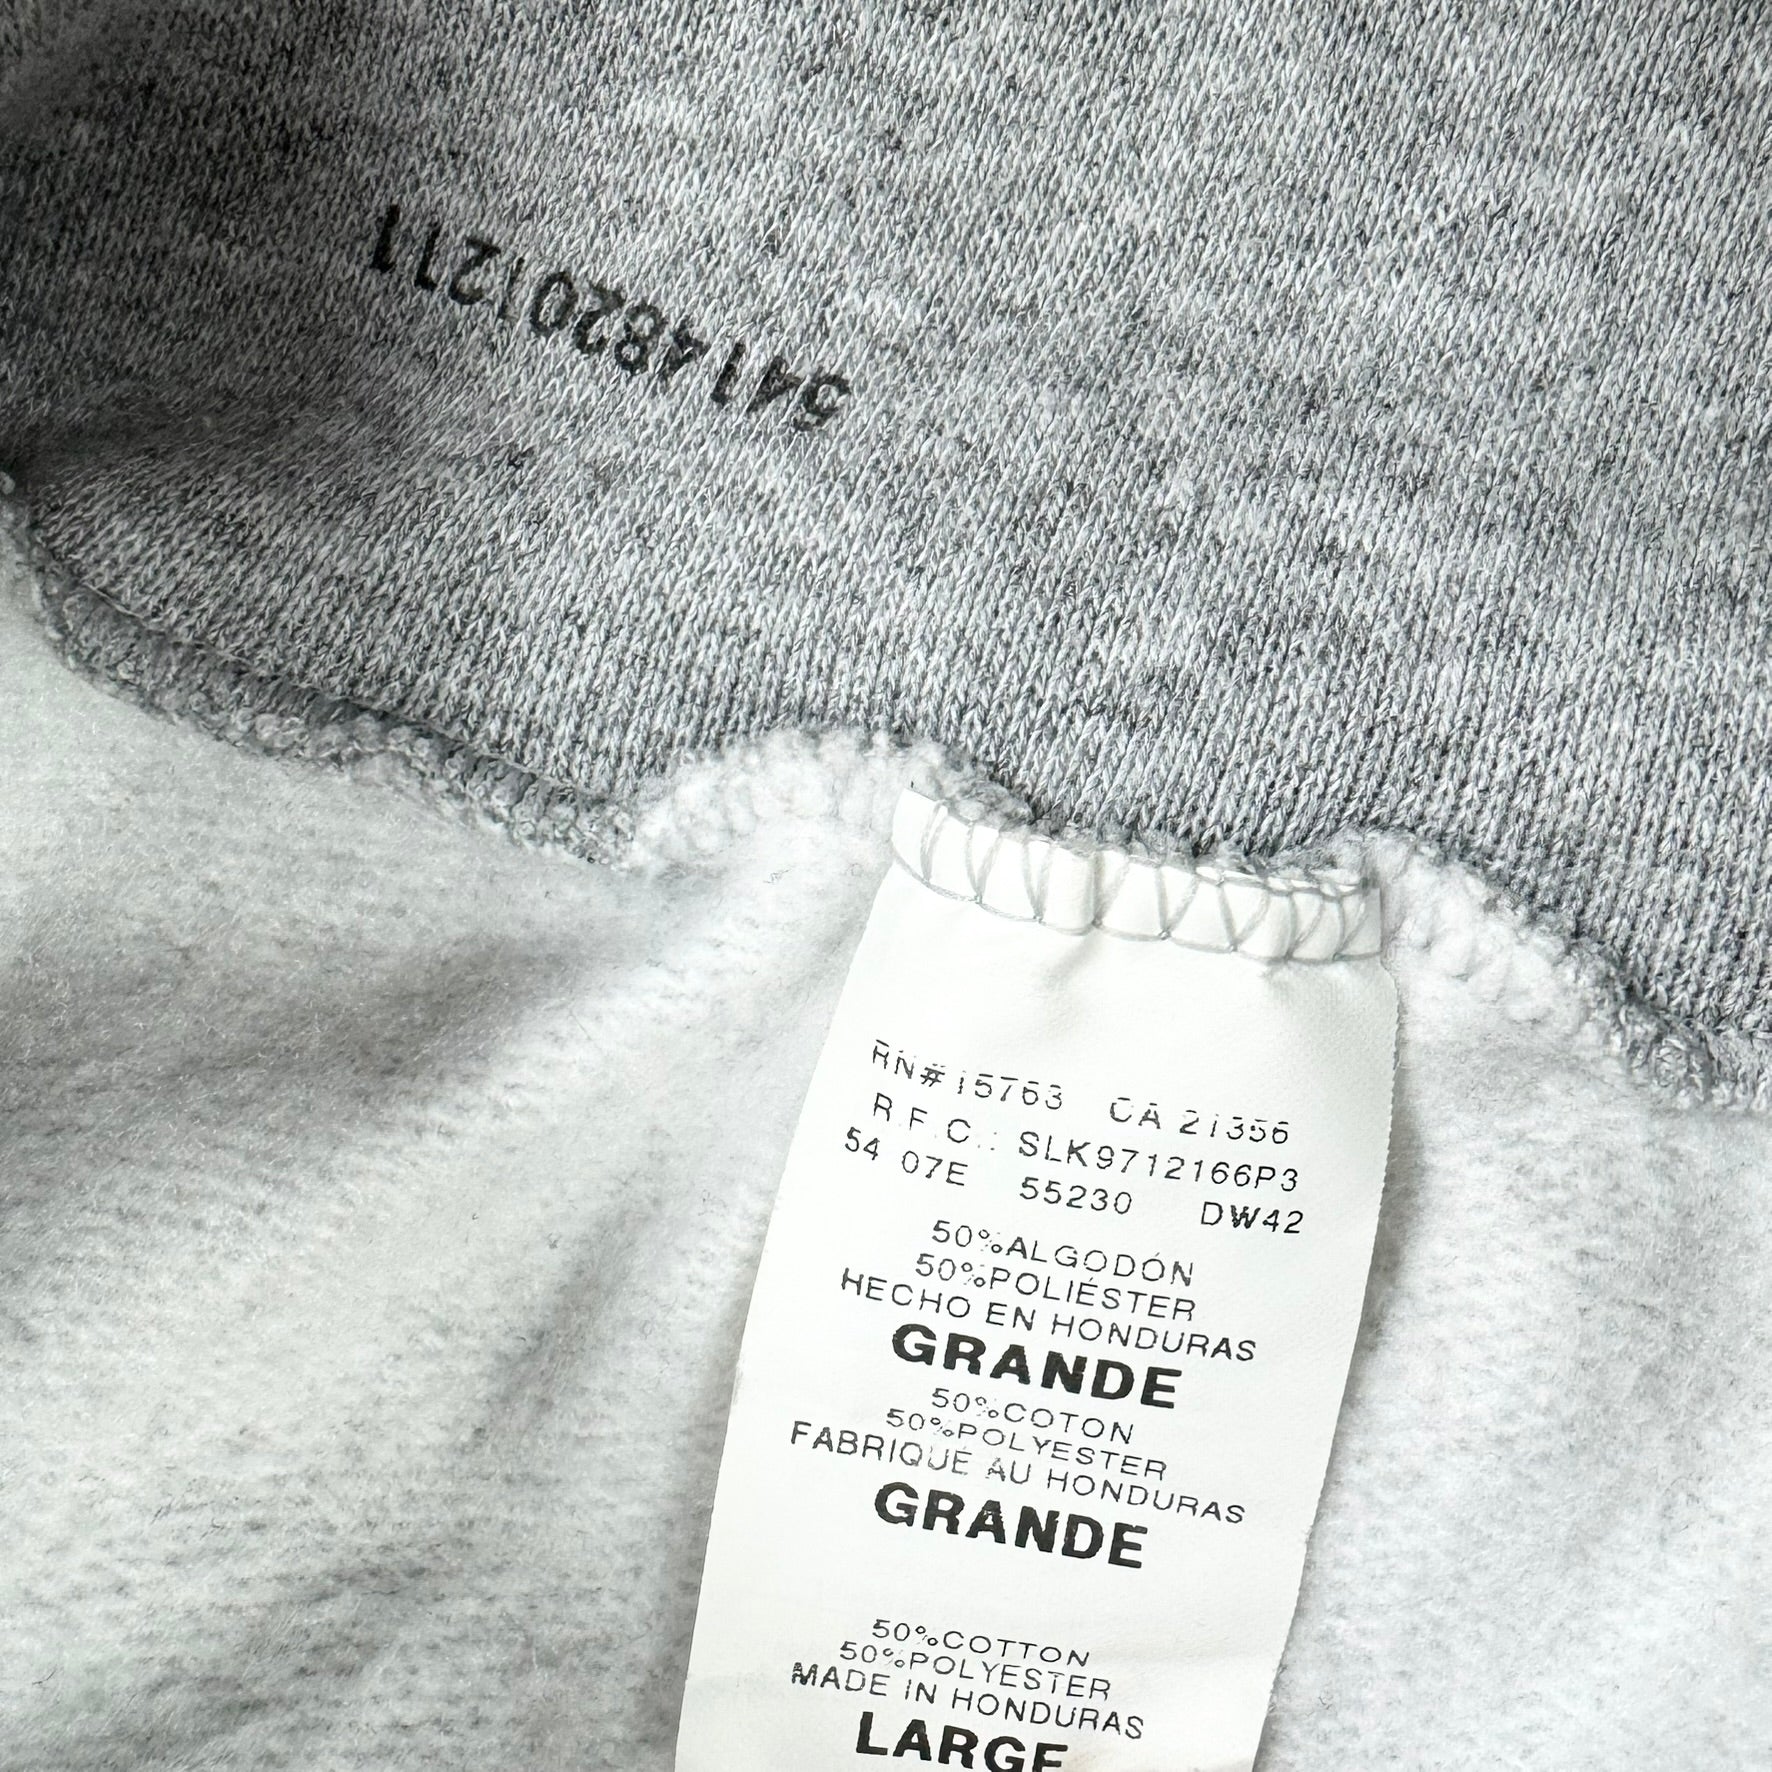 54148201271
RN#15763 CA 21356
R.F.C.: SLK9712166P3
54 07E 55230 DW42
50%ALGODÓN
50%POLIÉSTER
HECHO EN HONDURAS
GRANDE
50%COTON
50%POLYESTER
FABRIQUÉ AU HONDURAS
GRANDE
50%COTTON
50%POLYESTER
MADE IN HONDURAS
LARGE